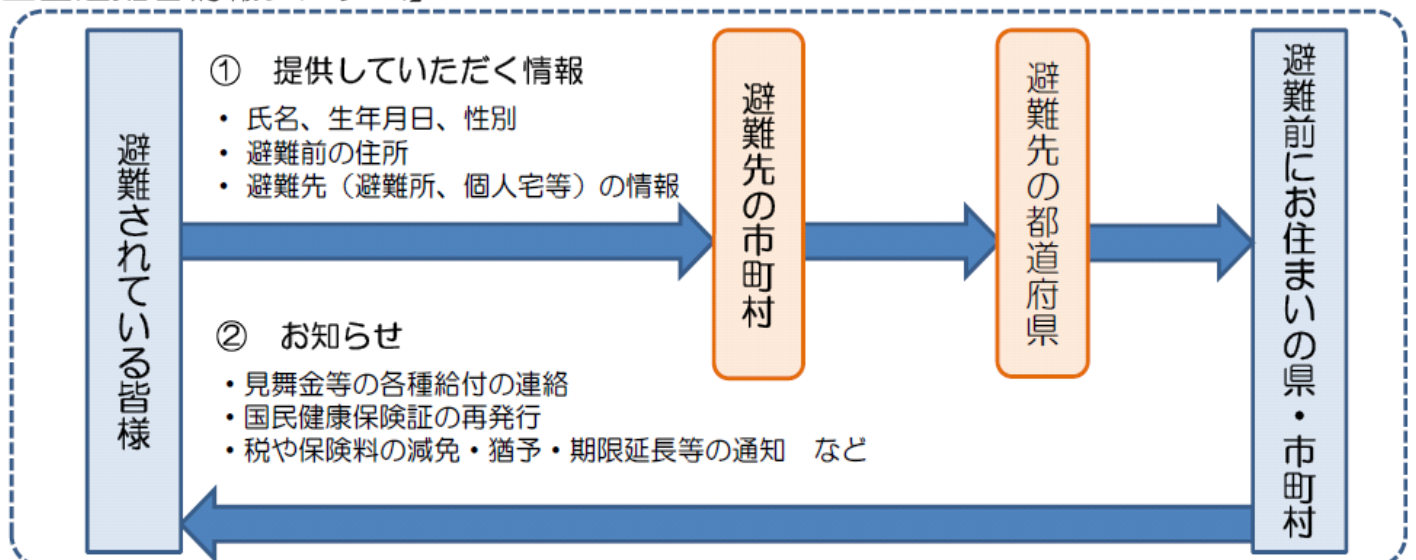 避難されている皆様
① 提供していただく情報
・ 氏名、生年月日、性別
・ 避難前の住所
・ 避難先（避難所、個人宅等）の情報
避難先の市町村
避難先の都道府県
避難前にお住まいの県・市町村
② お知らせ
・見舞金等の各種給付の連絡
・国民健康保険証の再発行
・税や保険料の減免・猶予・期限延長等の通知　など